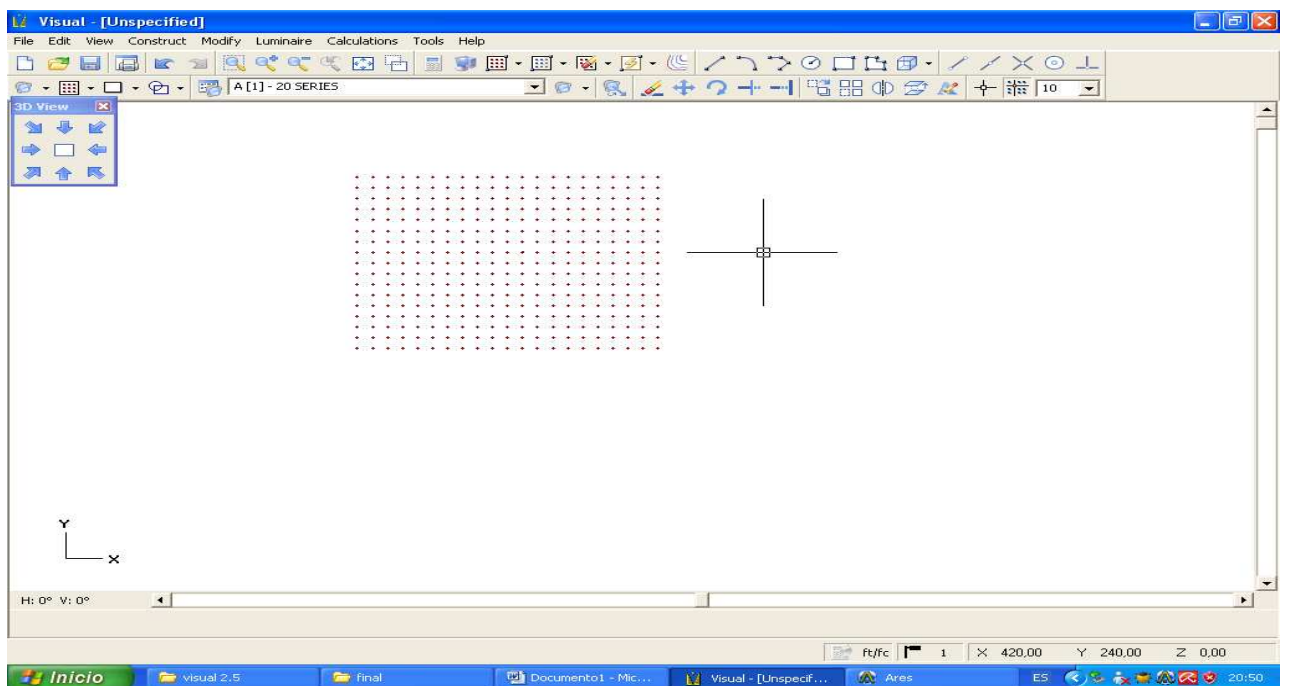 Visual - [Unspecified]
File Edit View Construct Modify Luminaire Calculations Tools Help
A [1] - 20 SERIES
10
3D View
Y
X
H: 0° V: 0°
ft/fc 1 X 420,00 Y 240,00 Z 0,00
Inicio visual 2.5 final Documento1 - Mic... Visual - [Unspecif... Ares ES 20:50